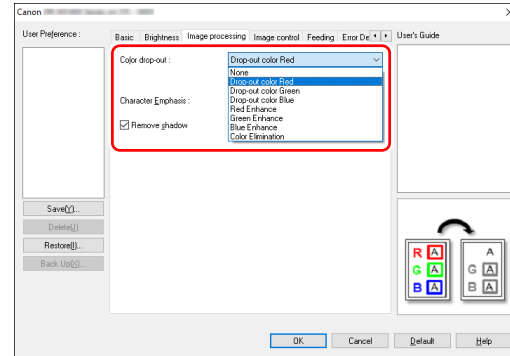 Canon
User Preference :
Basic Brightness Image processing Image control Feeding Error De
User's Guide
Color drop-out :
Drop-out color Red
None
Drop-out color Red
Drop-out color Green
Drop-out color Blue
Red Enhance
Green Enhance
Blue Enhance
Color Elimination
Character Emphasis :
Remove shadow
Save(Y)...
Delete(J)
Restore(I)...
Back Up(K)...
R A
G A
B A
A
G A
B A
OK Cancel Default Help